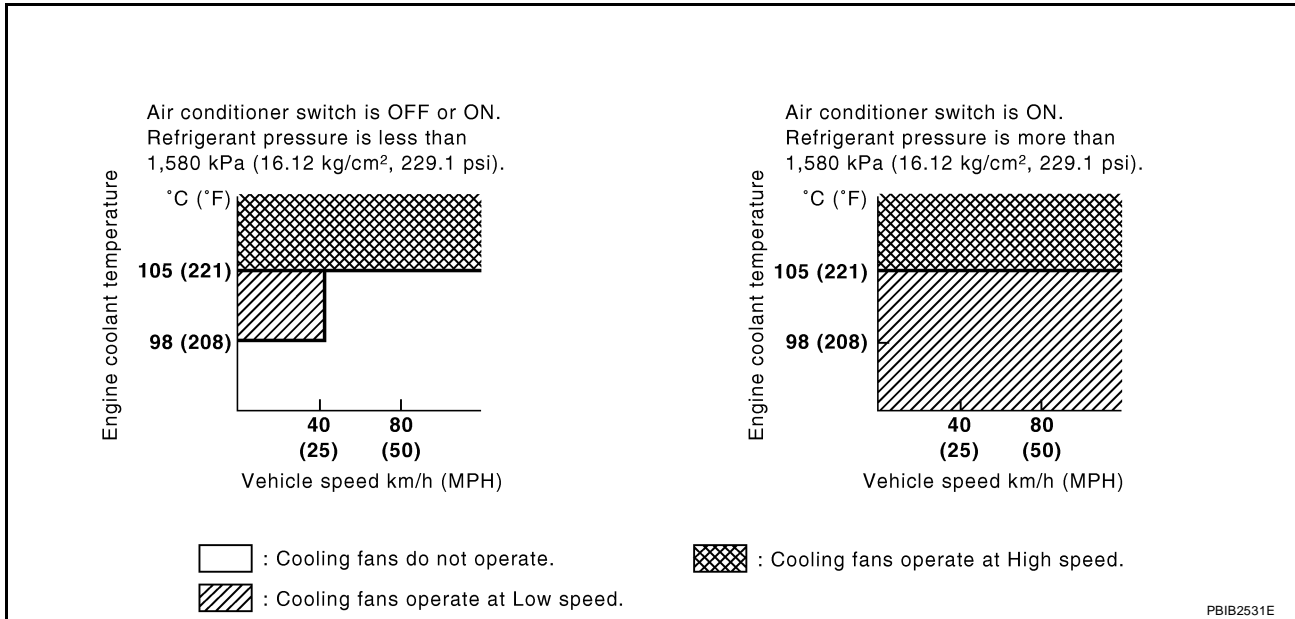 Air conditioner switch is OFF or ON.
Refrigerant pressure is less than
1,580 kPa (16.12 kg/cm², 229.1 psi).
Engine coolant temperature
˚C (˚F)
105 (221)
98 (208)
40 80
(25) (50)
Vehicle speed km/h (MPH)
Air conditioner switch is ON.
Refrigerant pressure is more than
1,580 kPa (16.12 kg/cm², 229.1 psi).
Engine coolant temperature
˚C (˚F)
105 (221)
98 (208)
40 80
(25) (50)
Vehicle speed km/h (MPH)
: Cooling fans do not operate.
: Cooling fans operate at High speed.
: Cooling fans operate at Low speed.
PBIB2531E